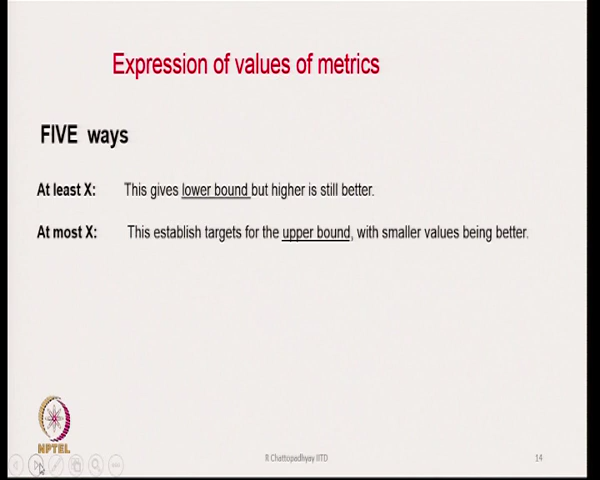 Expression of values of metrics
FIVE ways
At least X: This gives lower bound but higher is still better.
At most X: This establish targets for the upper bound, with smaller values being better.
NPTEL
R Chattopadhyay IITD
14